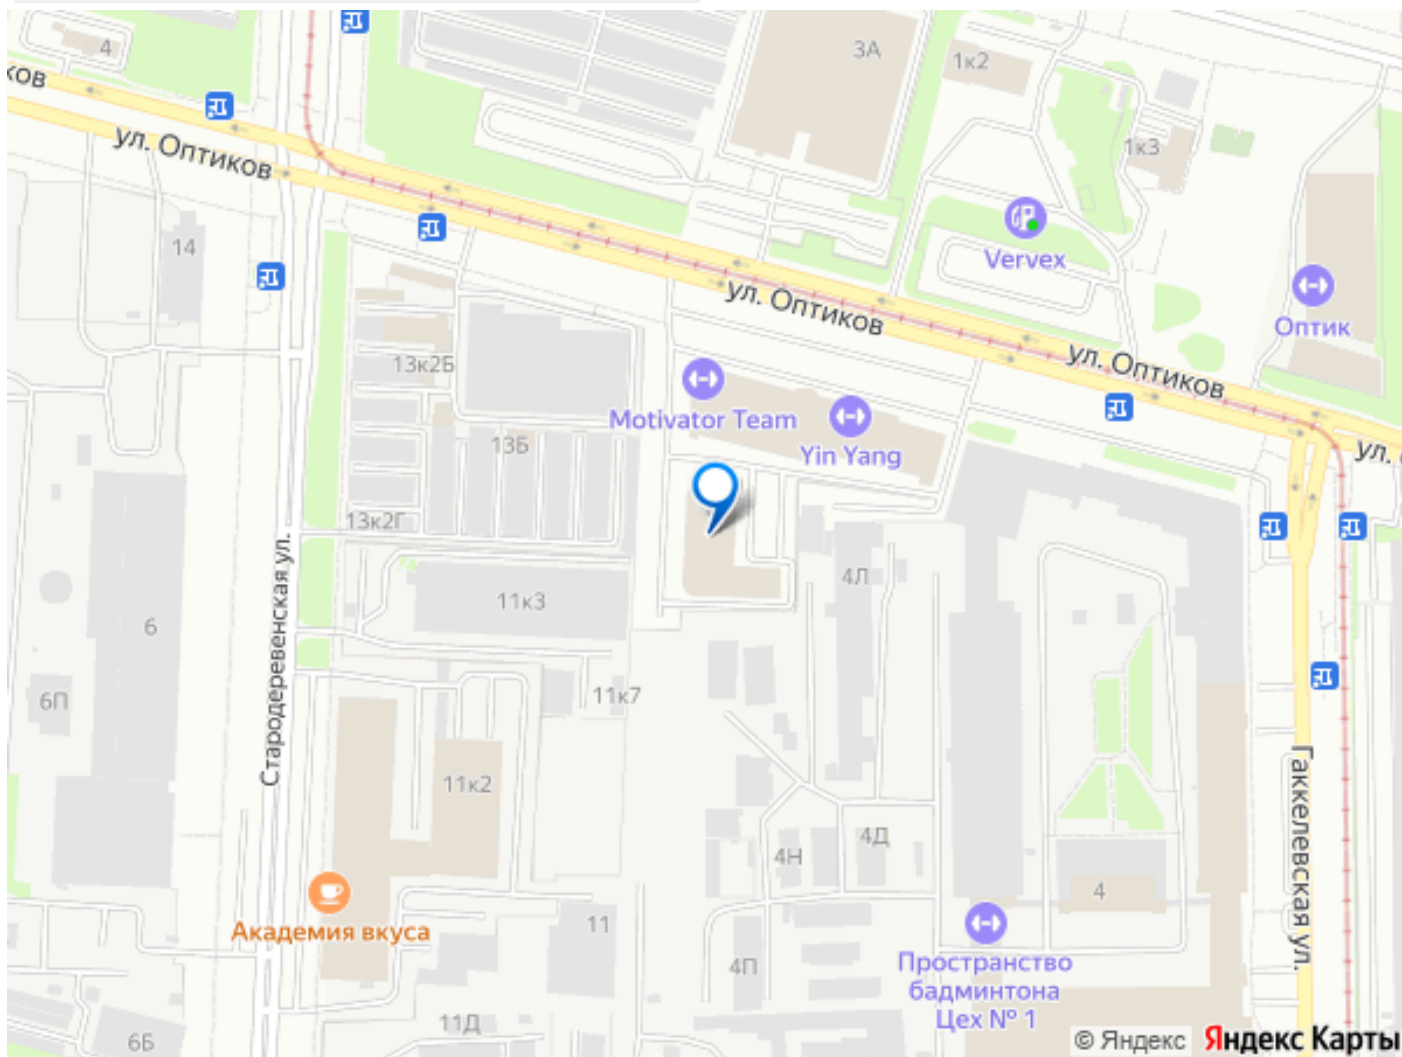 4
3А
1к2
ков
ул. Оптиков
1к3
Vervex
14
ул. Оптиков
Оптик
13к2Б
Motivator Team
ул. Оптиков
13Б
Yin Yang
ул.
13к2Г
Стародеревенская ул.
4Л
11к3
6
6П
11к7
11к2
Гаккелевская ул.
4Н
4Д
4
Академия вкуса
11
4П
Пространство
бадминтона
Цех № 1
11Д
6Б
© Яндекс Яндекс Карты